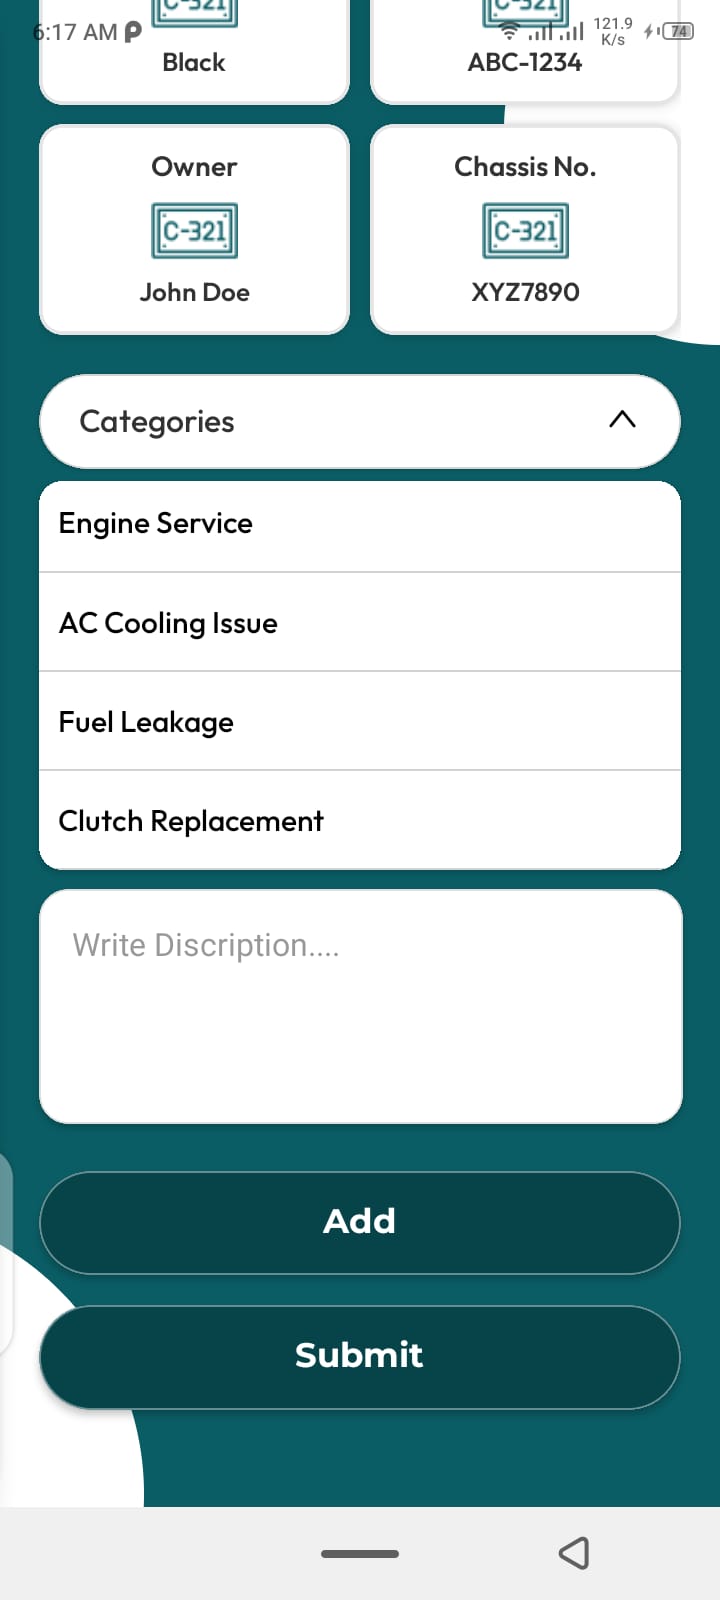 C-321 C-321
6:17 AM 121.9 K/s 74
Black ABC-1234
Owner Chassis No.
C-321 C-321
John Doe XYZ7890
Categories
Engine Service
AC Cooling Issue
Fuel Leakage
Clutch Replacement
Write Discription....
Add
Submit